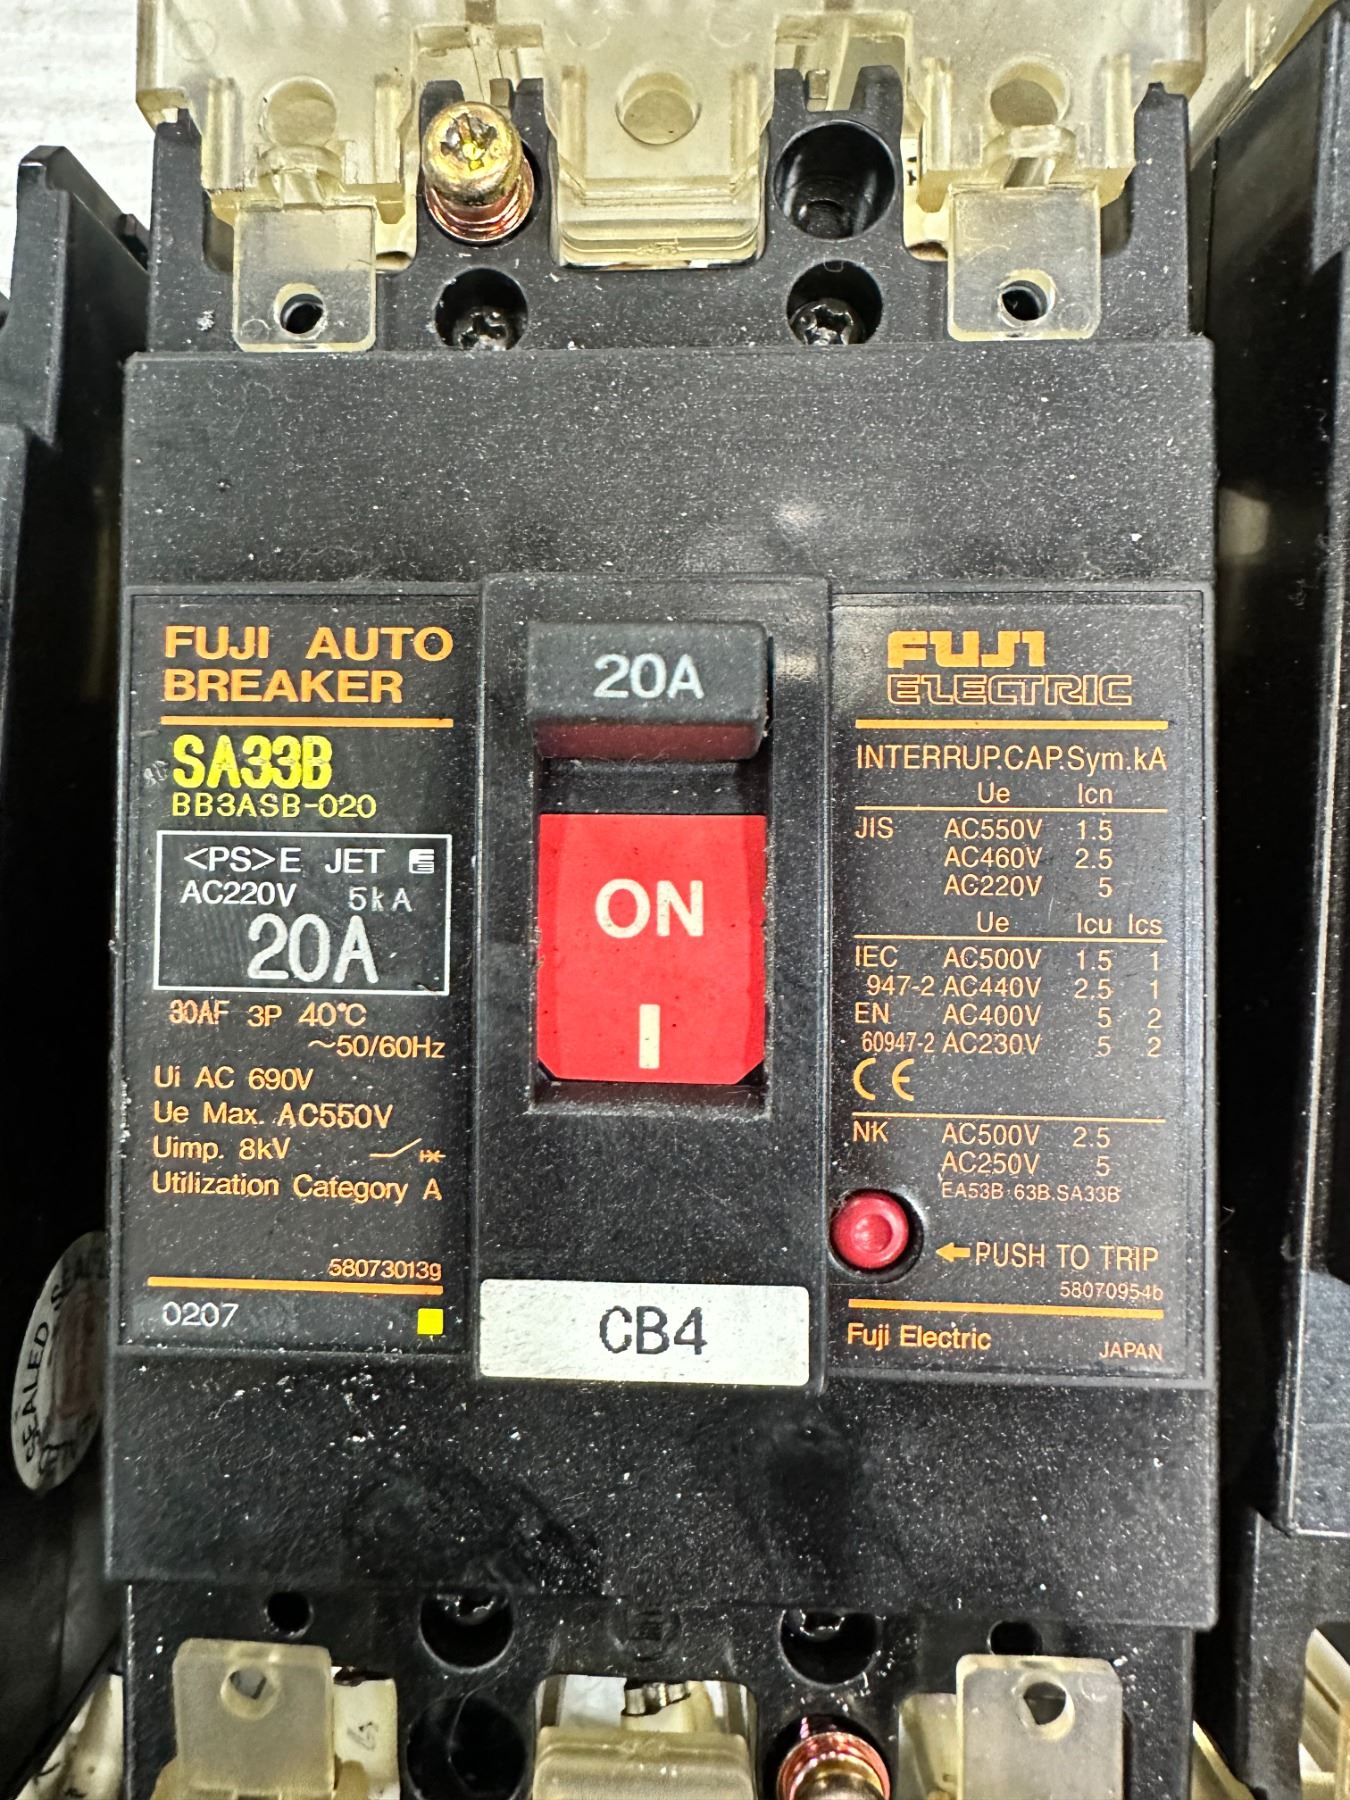 FUJI AUTO
BREAKER
SA33B
BB3ASB-020
<PS>E JET
AC220V 5kA
20A
30AF 3P 40℃
~50/60Hz
Ui AC 690V
Ue Max. AC550V
Uimp. 8kV
Utilization Category A
58073013g
0207
20A
ON
I
CB4
FUJI
ELECTRIC
INTERRUP.CAP.Sym.kA
Ue Icn
JIS AC550V 1.5
AC460V 2.5
AC220V 5
Ue Icu Ics
IEC AC500V 1.5 1
947-2 AC440V 2.5 1
EN AC400V 5 2
60947-2 AC230V 5 2
CE
NK AC500V 2.5
AC250V 5
EA53B.63B.SA33B
←PUSH TO TRIP
58070954b
Fuji Electric JAPAN
SEALED